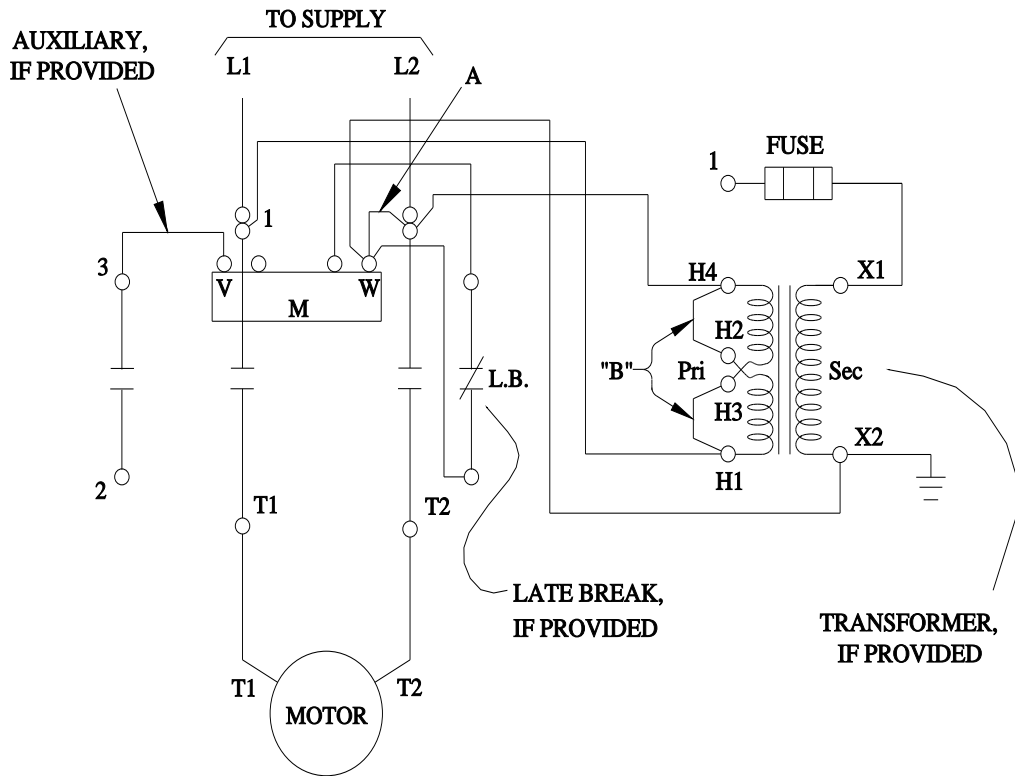 TO SUPPLY
AUXILIARY,
IF PROVIDED
L1
L2
A
FUSE
1
1
3
V
W
M
H4
X1
H2
"B"
Pri
Sec
L.B.
H3
X2
H1
2
T1
T2
LATE BREAK,
IF PROVIDED
TRANSFORMER,
IF PROVIDED
T1
T2
MOTOR